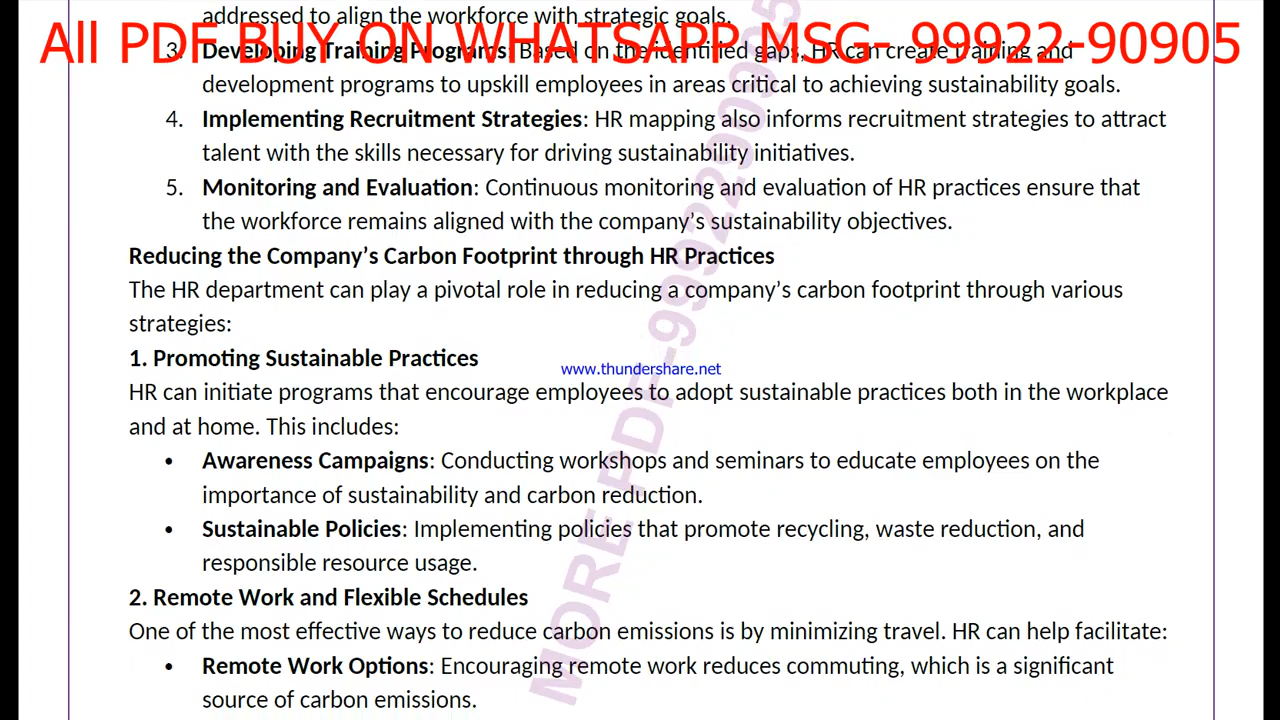 addressed to align the workforce with strategic goals.
All PDF BUY ON WHATSAPP MSG- 99922-90905
3. Developing Training Programs: Based on the identified gaps, HR can create training and
development programs to upskill employees in areas critical to achieving sustainability goals.
4. Implementing Recruitment Strategies: HR mapping also informs recruitment strategies to attract
talent with the skills necessary for driving sustainability initiatives.
5. Monitoring and Evaluation: Continuous monitoring and evaluation of HR practices ensure that
the workforce remains aligned with the company’s sustainability objectives.
Reducing the Company’s Carbon Footprint through HR Practices
The HR department can play a pivotal role in reducing a company’s carbon footprint through various
strategies:
1. Promoting Sustainable Practices
www.thundershare.net
HR can initiate programs that encourage employees to adopt sustainable practices both in the workplace
and at home. This includes:
• Awareness Campaigns: Conducting workshops and seminars to educate employees on the
importance of sustainability and carbon reduction.
• Sustainable Policies: Implementing policies that promote recycling, waste reduction, and
responsible resource usage.
2. Remote Work and Flexible Schedules
One of the most effective ways to reduce carbon emissions is by minimizing travel. HR can help facilitate:
• Remote Work Options: Encouraging remote work reduces commuting, which is a significant
source of carbon emissions.
MORE PDF-9992290905